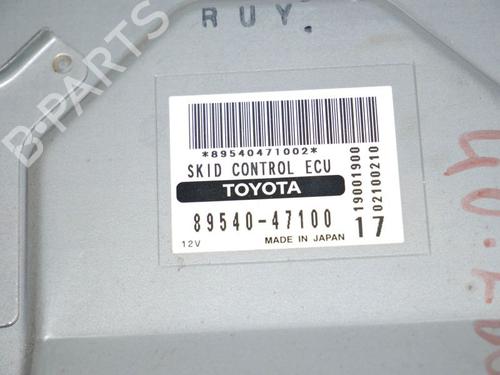 RUY.
*89540471002*
SKID CONTROL ECU
TOYOTA
89540-47100
12V
MADE IN JAPAN
17
19001900
02100210
B-PARTS